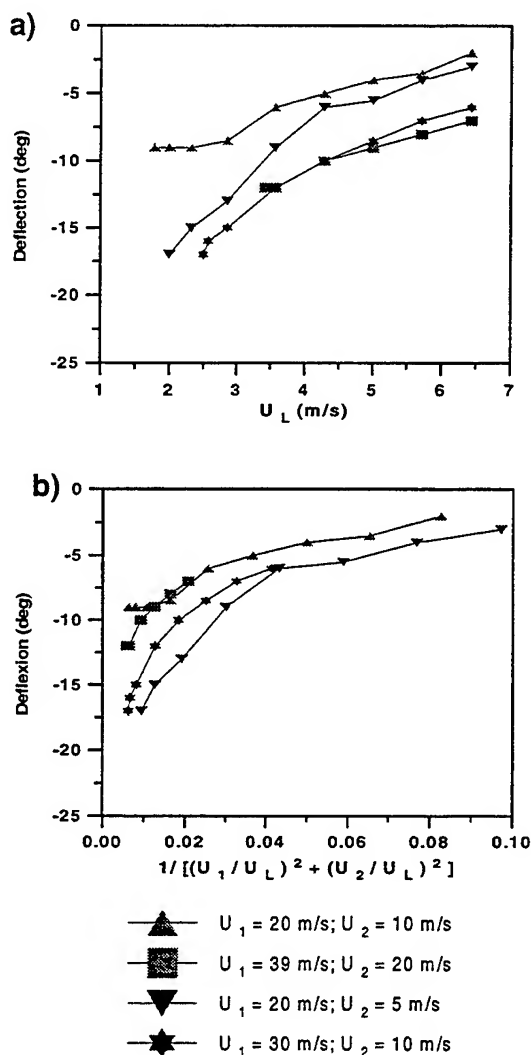 a)
0
-5
-10
-15
-20
-25
Deflection (deg)
1 2 3 4 5 6 7
U L (m/s)
b)
0
-5
-10
-15
-20
-25
Deflexion (deg)
0.00 0.02 0.04 0.06 0.08 0.10
1/ [(U 1 / U L ) 2 + (U 2 / U L ) 2 ]
U 1 = 20 m/s; U 2 = 10 m/s
U 1 = 39 m/s; U 2 = 20 m/s
U 1 = 20 m/s; U 2 = 5 m/s
U 1 = 30 m/s; U 2 = 10 m/s